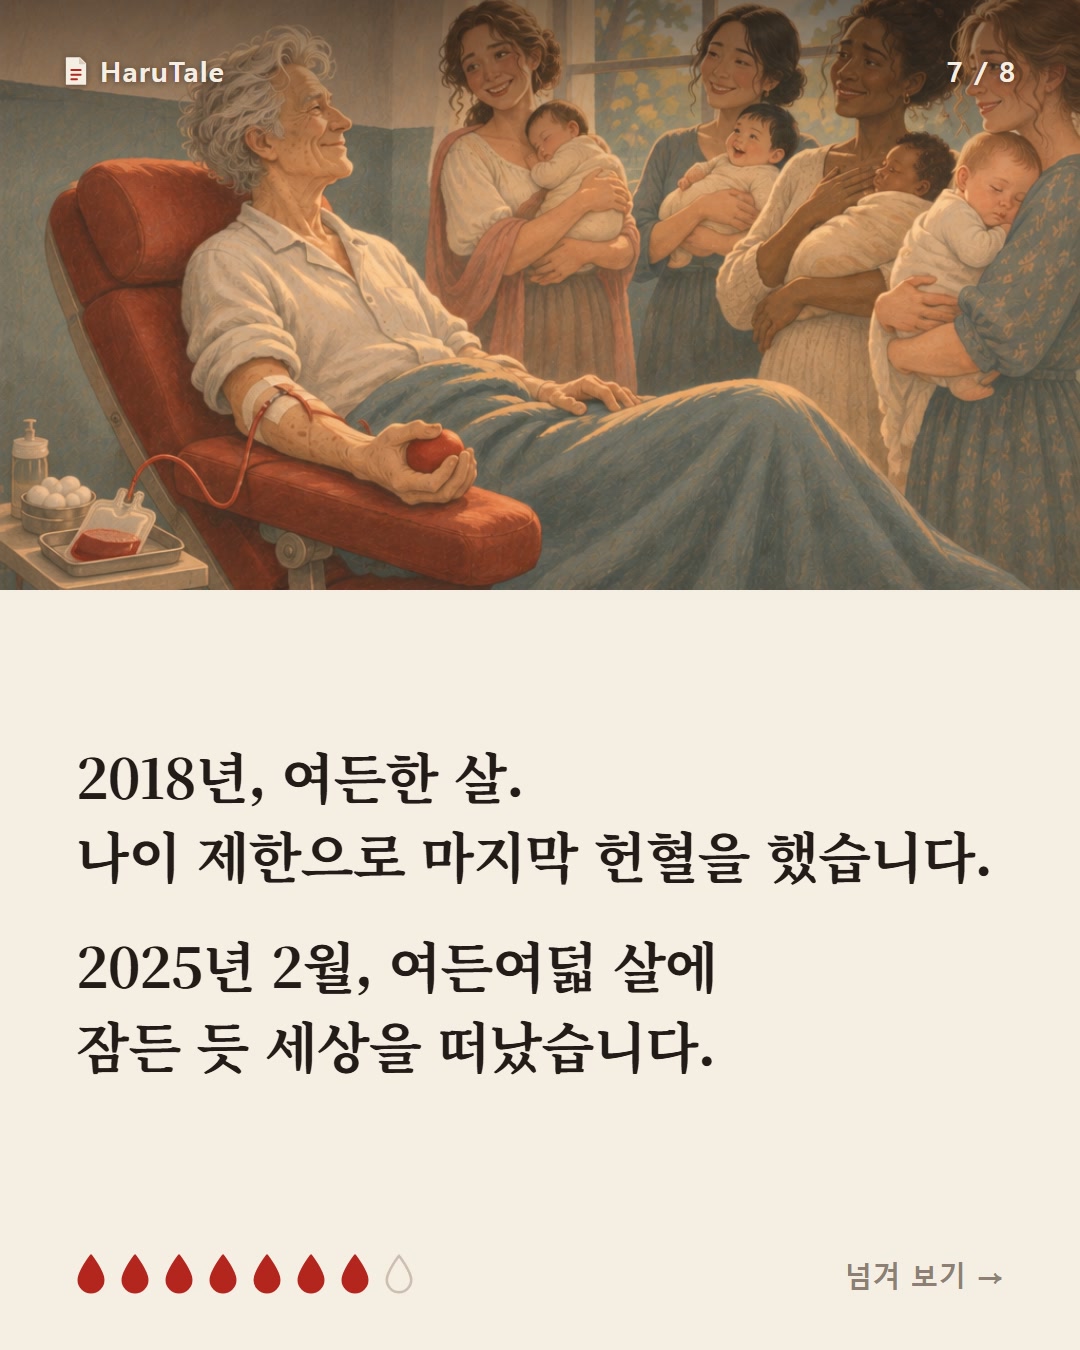 HaruTale
7 / 8
2018년, 여든한 살.
나이 제한으로 마지막 헌혈을 했습니다.
2025년 2월, 여든여덟 살에
잠든 듯 세상을 떠났습니다.
넘겨 보기 →